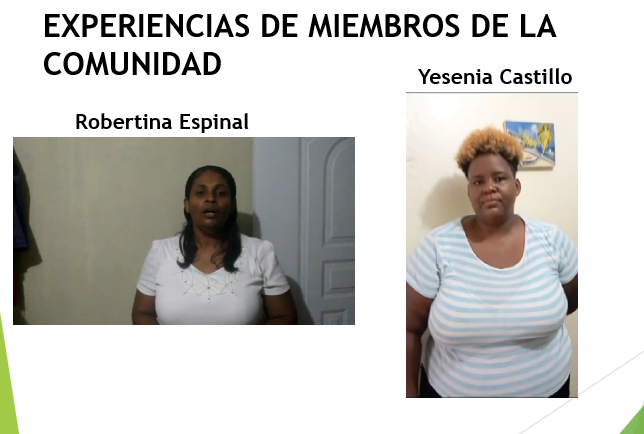 EXPERIENCIAS DE MIEMBROS DE LA
COMUNIDAD
Yesenia Castillo
Robertina Espinal